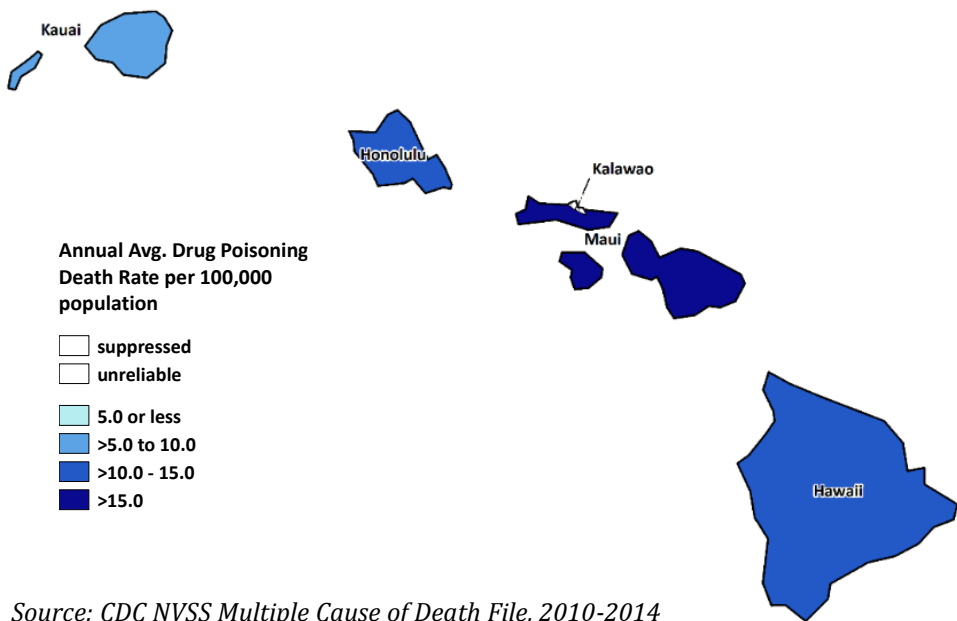 Kauai
Honolulu
Kalawao
Maui
Annual Avg. Drug Poisoning
Death Rate per 100,000
population
suppressed
unreliable
5.0 or less
>5.0 to 10.0
>10.0 - 15.0
>15.0
Hawaii
Source: CDC NVSS Multiple Cause of Death File, 2010-2014